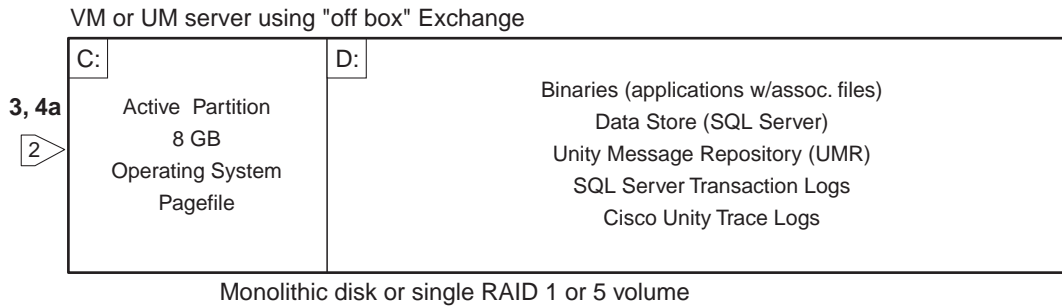 VM or UM server using "off box" Exchange
C:
D:
3, 4a
2
Active Partition
8 GB
Operating System
Pagefile
Binaries (applications w/assoc. files)
Data Store (SQL Server)
Unity Message Repository (UMR)
SQL Server Transaction Logs
Cisco Unity Trace Logs
Monolithic disk or single RAID 1 or 5 volume